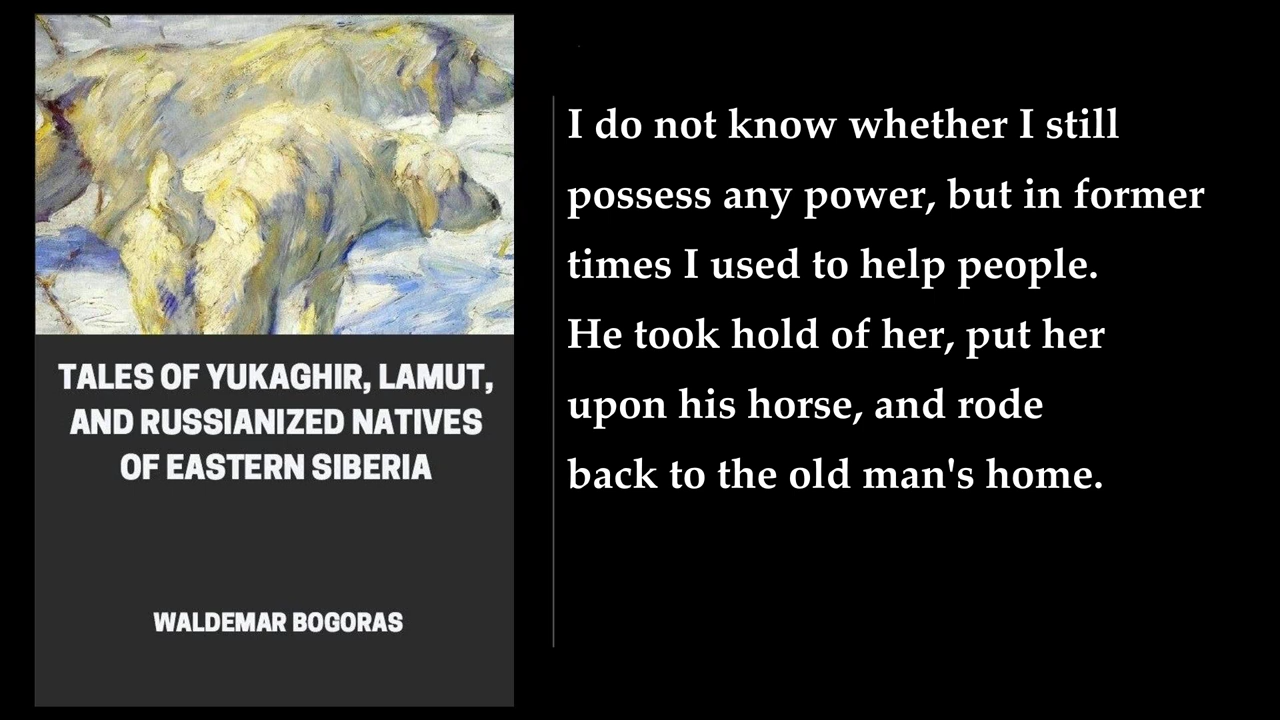 TALES OF YUKAGHIR, LAMUT,
AND RUSSIANIZED NATIVES
OF EASTERN SIBERIA
WALDEMAR BOGORAS
I do not know whether I still
possess any power, but in former
times I used to help people.
He took hold of her, put her
upon his horse, and rode
back to the old man's home.